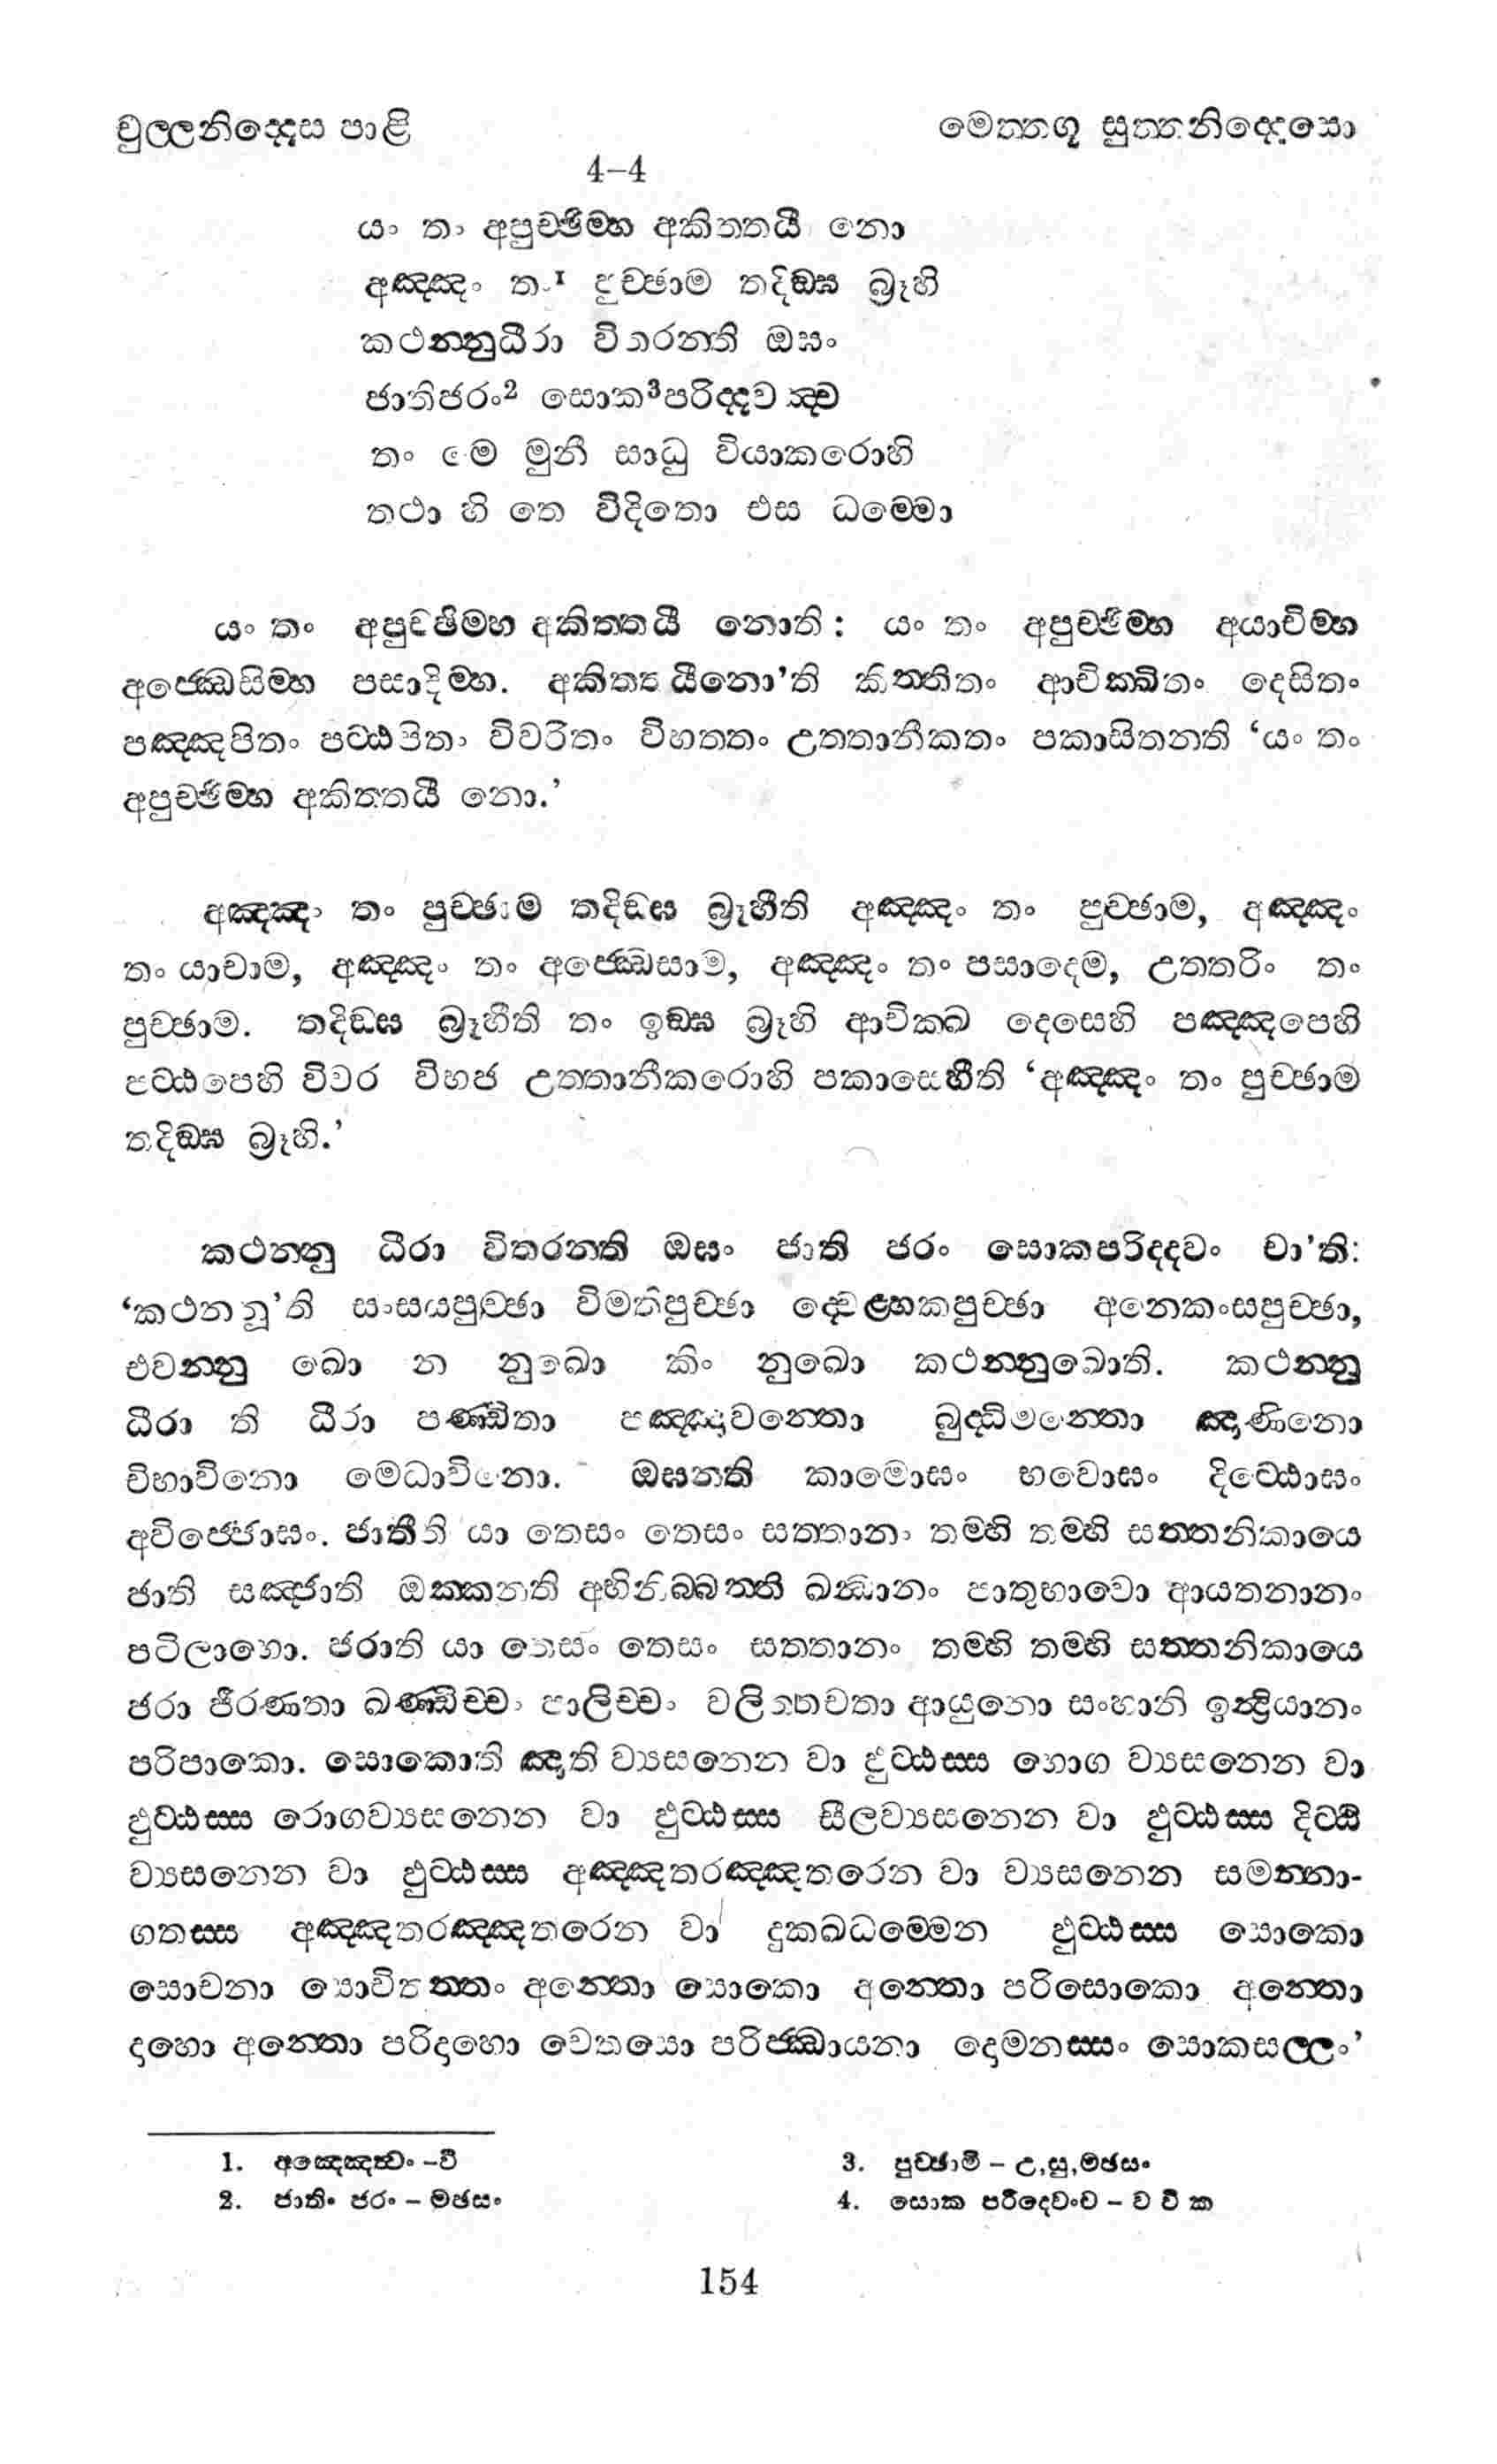 චුල්ලනිද්දෙස පාළි
මෙත්තගූ සුත්තනිද්දෙසො
4–4
යං තං අපුච්ඡිම්හ අකිත්තයී නො
අඤ්ඤං තං¹ පුච්ඡාම තදිඞ්ඝ බ්‍රෑහි
කථන්නුධීරා විතරන්ති ඔඝං
ජාතිජරං² සොක³පරිද්දවඤ්ච
තං මෙ මුනී සාධු වියාකරොහි
තථා හි තෙ විදිතො එස ධම්මො
යං තං අපුච්ඡිම්හ අකිත්තයී නොති: යං තං අපුච්ඡිම්හ අයාචිම්හ
අජ්ඣෙසිම්හ පසාදිම්හ. අකිත්තයීනො’ති කිත්තිතං ආචික්ඛිතං දෙසිතං
පඤ්ඤපිතං පට්ඨපිතං විවරිතං විභත්තං උත්තානීකතං පකාසිතන්ති ‘යං තං
අපුච්ඡිම්හ අකිත්තයී නො.’
අඤ්ඤං තං පුච්ඡාම තදිඞ්ඝ බ්‍රෑහීති අඤ්ඤං තං පුච්ඡාම, අඤ්ඤං
තං යාචාම, අඤ්ඤං තං අජ්ඣෙසාම, අඤ්ඤං තං පසාදෙම, උත්තරිං තං
පුච්ඡාම. තදිඞ්ඝ බ්‍රෑහීති තං ඉඞ්ඝ බ්‍රෑහි ආචික්ඛ දෙසෙහි පඤ්ඤපෙහි
පට්ඨපෙහි විවර විභජ උත්තානීකරොහි පකාසෙහීති ‘අඤ්ඤං තං පුච්ඡාම
තදිඞ්ඝ බ්‍රෑහි.’
කථන්නු ධීරා විතරන්ති ඔඝං ජාති ජරං සොකපරිද්දවං චා’ති:
‘කථන්නූ’ති සංසයපුච්ඡා විමතිපුච්ඡා ද්වෙළ්හකපුච්ඡා අනෙකංසපුච්ඡා,
එවන්නු ඛො න නුඛො කිං නුඛො කථන්නුඛොති. කථන්නු
ධීරා ති ධීරා පණ්ඩිතා පඤ්ඤවන්තො බුද්ධිමන්තො ඤාණිනො
විභාවිනො මෙධාවිනො. ඔඝන්ති කාමොඝං භවොඝං දිට්ඨොඝං
අවිජ්ජොඝං. ජාතීති යා තෙසං තෙසං සත්තානං තම්හි තම්හි සත්තනිකායෙ
ජාති සඤ්ජාති ඔක්කන්ති අභිනිබ්බත්ති ඛන්ධානං පාතුභාවො ආයතනානං
පටිලාභො. ජරාති යා තෙසං තෙසං සත්තානං තම්හි තම්හි සත්තනිකායෙ
ජරා ජීරණතා ඛණ්ඩිච්චං පාලිච්චං වලිත්තචතා ආයුනො සංහානි ඉන්ද්‍රියානං
පරිපාකො. සොකොති ඤාති ව්‍යසනෙන වා ඵුට්ඨස්ස භොග ව්‍යසනෙන වා
ඵුට්ඨස්ස රොගව්‍යසනෙන වා ඵුට්ඨස්ස සීලව්‍යසනෙන වා ඵුට්ඨස්ස දිට්ඨි
ව්‍යසනෙන වා ඵුට්ඨස්ස අඤ්ඤතරඤ්ඤතරෙන වා ව්‍යසනෙන සමන්නා-
ගතස්ස අඤ්ඤතරඤ්ඤතරෙන වා දුක්ඛධම්මෙන ඵුට්ඨස්ස සොකො
සොචනා සොචිතත්තං අන්තො සොකො අන්තො පරිසොකො අන්තො
දාහො අන්තො පරිදාහො චෙතසො පරිජ්ඣායනා දොමනස්සං සොකසල්ලං’
1. අඤ්ඤෙත්වං -වී
3. පුච්ඡාමි – උ,සු,මඡසං
2. ජාතිං ජරං – මඡසං
4. සොක පරිදෙවංච – ව වි ක
154